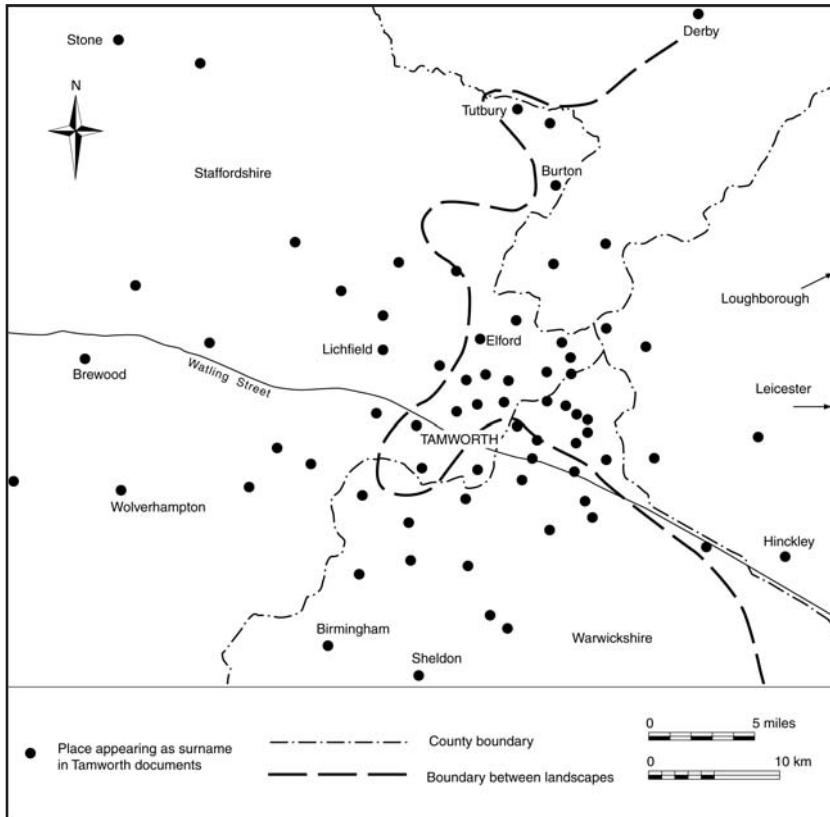 Derby
Stone
N
Tutbury
Staffordshire
Burton
Loughborough
Elford
Lichfield
Watling Street
Brewood
Leicester
TAMWORTH
Wolverhampton
Hinckley
Birmingham
Warwickshire
Sheldon
Place appearing as surname
in Tamworth documents
County boundary
Boundary between landscapes
0 5 miles
0 10 km